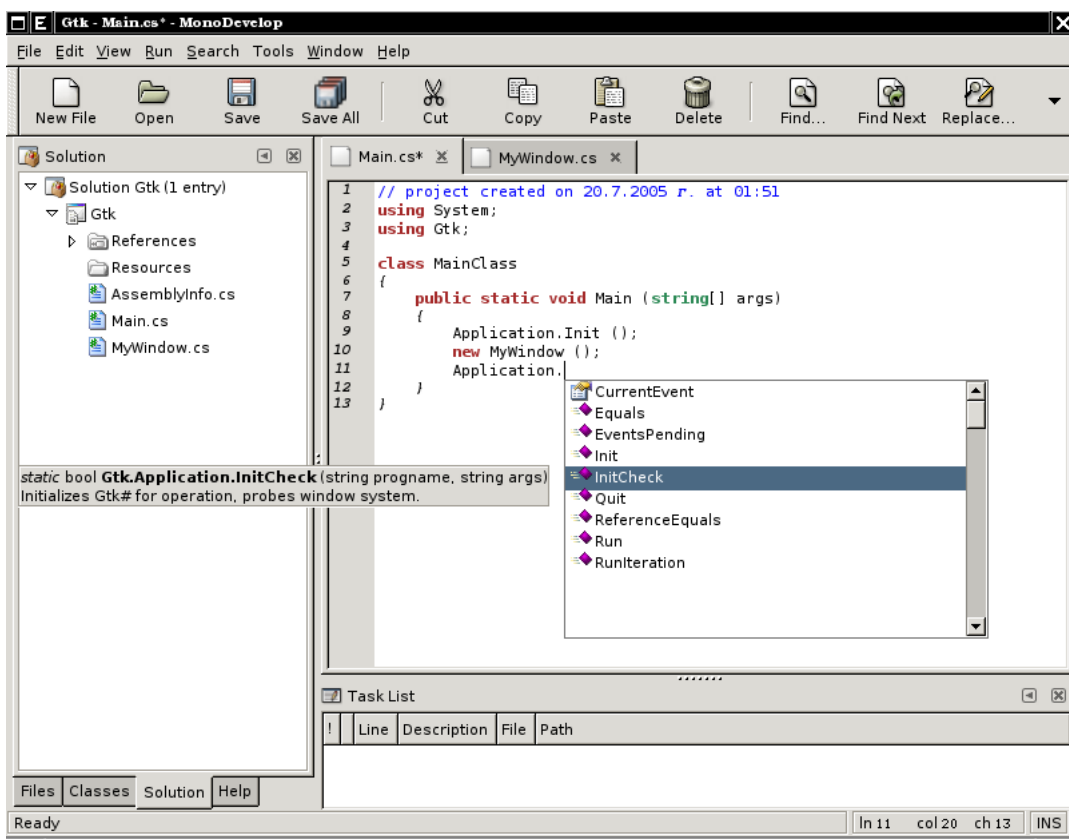 Gtk - Main.cs* - MonoDevelop
File Edit View Run Search Tools Window Help
New File Open Save Save All Cut Copy Paste Delete Find... Find Next Replace...
Solution
Solution Gtk (1 entry)
Gtk
References
Resources
AssemblyInfo.cs
Main.cs
MyWindow.cs
Main.cs* MyWindow.cs
1 // project created on 20.7.2005 г. at 01:51
2 using System;
3 using Gtk;
4
5 class MainClass
6 {
7 public static void Main (string[] args)
8 {
9 Application.Init ();
10 new MyWindow ();
11 Application.
12 }
13 }
CurrentEvent
Equals
EventsPending
Init
InitCheck
Quit
ReferenceEquals
Run
RunIteration
static bool Gtk.Application.InitCheck (string progname, string args)
Initializes Gtk# for operation, probes window system.
Task List
! Line Description File Path
Files Classes Solution Help
Ready ln 11 col 20 ch 13 INS